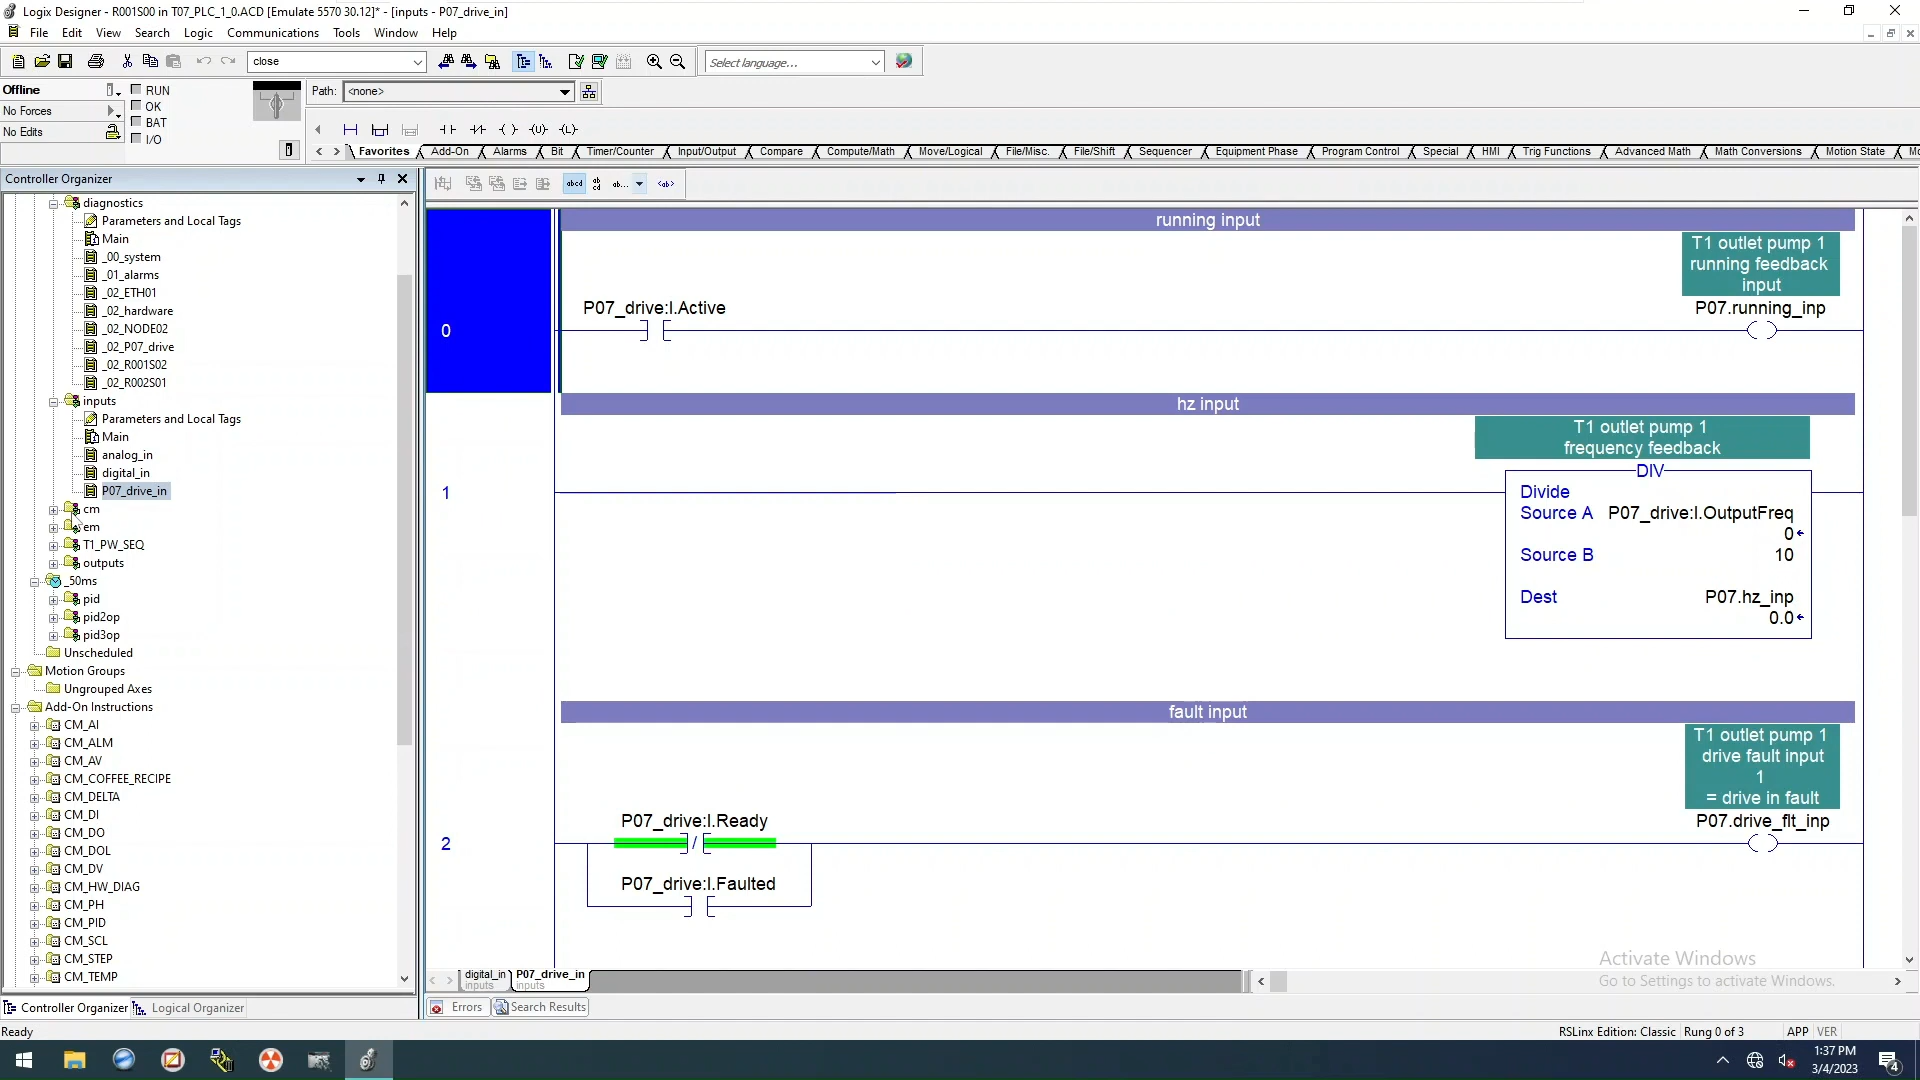 Logix Designer - R001S00 in T07_PLC_1_0.ACD [Emulate 5570 30.12]* - [inputs - P07_drive_in]
File Edit View Search Logic Communications Tools Window Help
close
Select language...
Offline
RUN
Path: <none>
No Forces
OK
BAT
No Edits
I/O
Favorites Add-On Alarms Bit Timer/Counter Input/Output Compare Compute/Math Move/Logical File/Misc. File/Shift Sequencer Equipment Phase Program Control Special HMI Trig Functions Advanced Math Math Conversions Motion State
Controller Organizer
diagnostics
Parameters and Local Tags
Main
_00_system
_01_alarms
_02_ETH01
_02_hardware
_02_NODE02
_02_P07_drive
_02_R001S02
_02_R002S01
inputs
Parameters and Local Tags
Main
analog_in
digital_in
P07_drive_in
cm
em
T1_PW_SEQ
outputs
_50ms
pid
pid2op
pid3op
Unscheduled
Motion Groups
Ungrouped Axes
Add-On Instructions
CM_AI
CM_ALM
CM_AV
CM_COFFEE_RECIPE
CM_DELTA
CM_DI
CM_DO
CM_DOL
CM_DV
CM_HW_DIAG
CM_PH
CM_PID
CM_SCL
CM_STEP
CM_TEMP
Controller Organizer Logical Organizer
abcd ab cd ab... <ab>
running input
T1 outlet pump 1
running feedback
input
P07_drive:I.Active
P07.running_inp
0
hz input
T1 outlet pump 1
frequency feedback
DIV
1
Divide
Source A P07_drive:I.OutputFreq
0
Source B 10
Dest P07.hz_inp
0.0
fault input
T1 outlet pump 1
drive fault input
1
= drive in fault
P07_drive:I.Ready
P07.drive_flt_inp
2
/
P07_drive:I.Faulted
Activate Windows
Go to Settings to activate Windows.
digital_in
inputs
P07_drive_in
inputs
Errors Search Results
Ready
RSLinx Edition: Classic Rung 0 of 3 APP VER
1:37 PM
3/4/2023
4